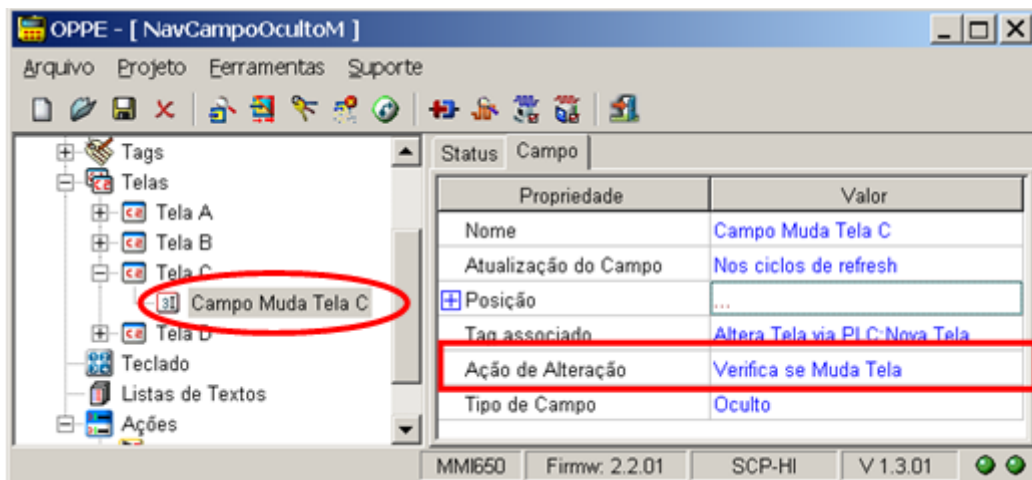 OPPE - [ NavCampoOcultoM ]
Arquivo Projeto Ferramentas Suporte
Tags
Telas
Tela A
Tela B
Tela C
Campo Muda Tela C
Tela D
Teclado
Listas de Textos
Ações
Status Campo
Propriedade Valor
Nome Campo Muda Tela C
Atualização do Campo Nos ciclos de refresh
Posição ...
Tag associado Altera Tela via PLC:Nova Tela
Ação de Alteração Verifica se Muda Tela
Tipo de Campo Oculto
MMI650 Firmw: 2.2.01 SCP-HI V 1.3.01